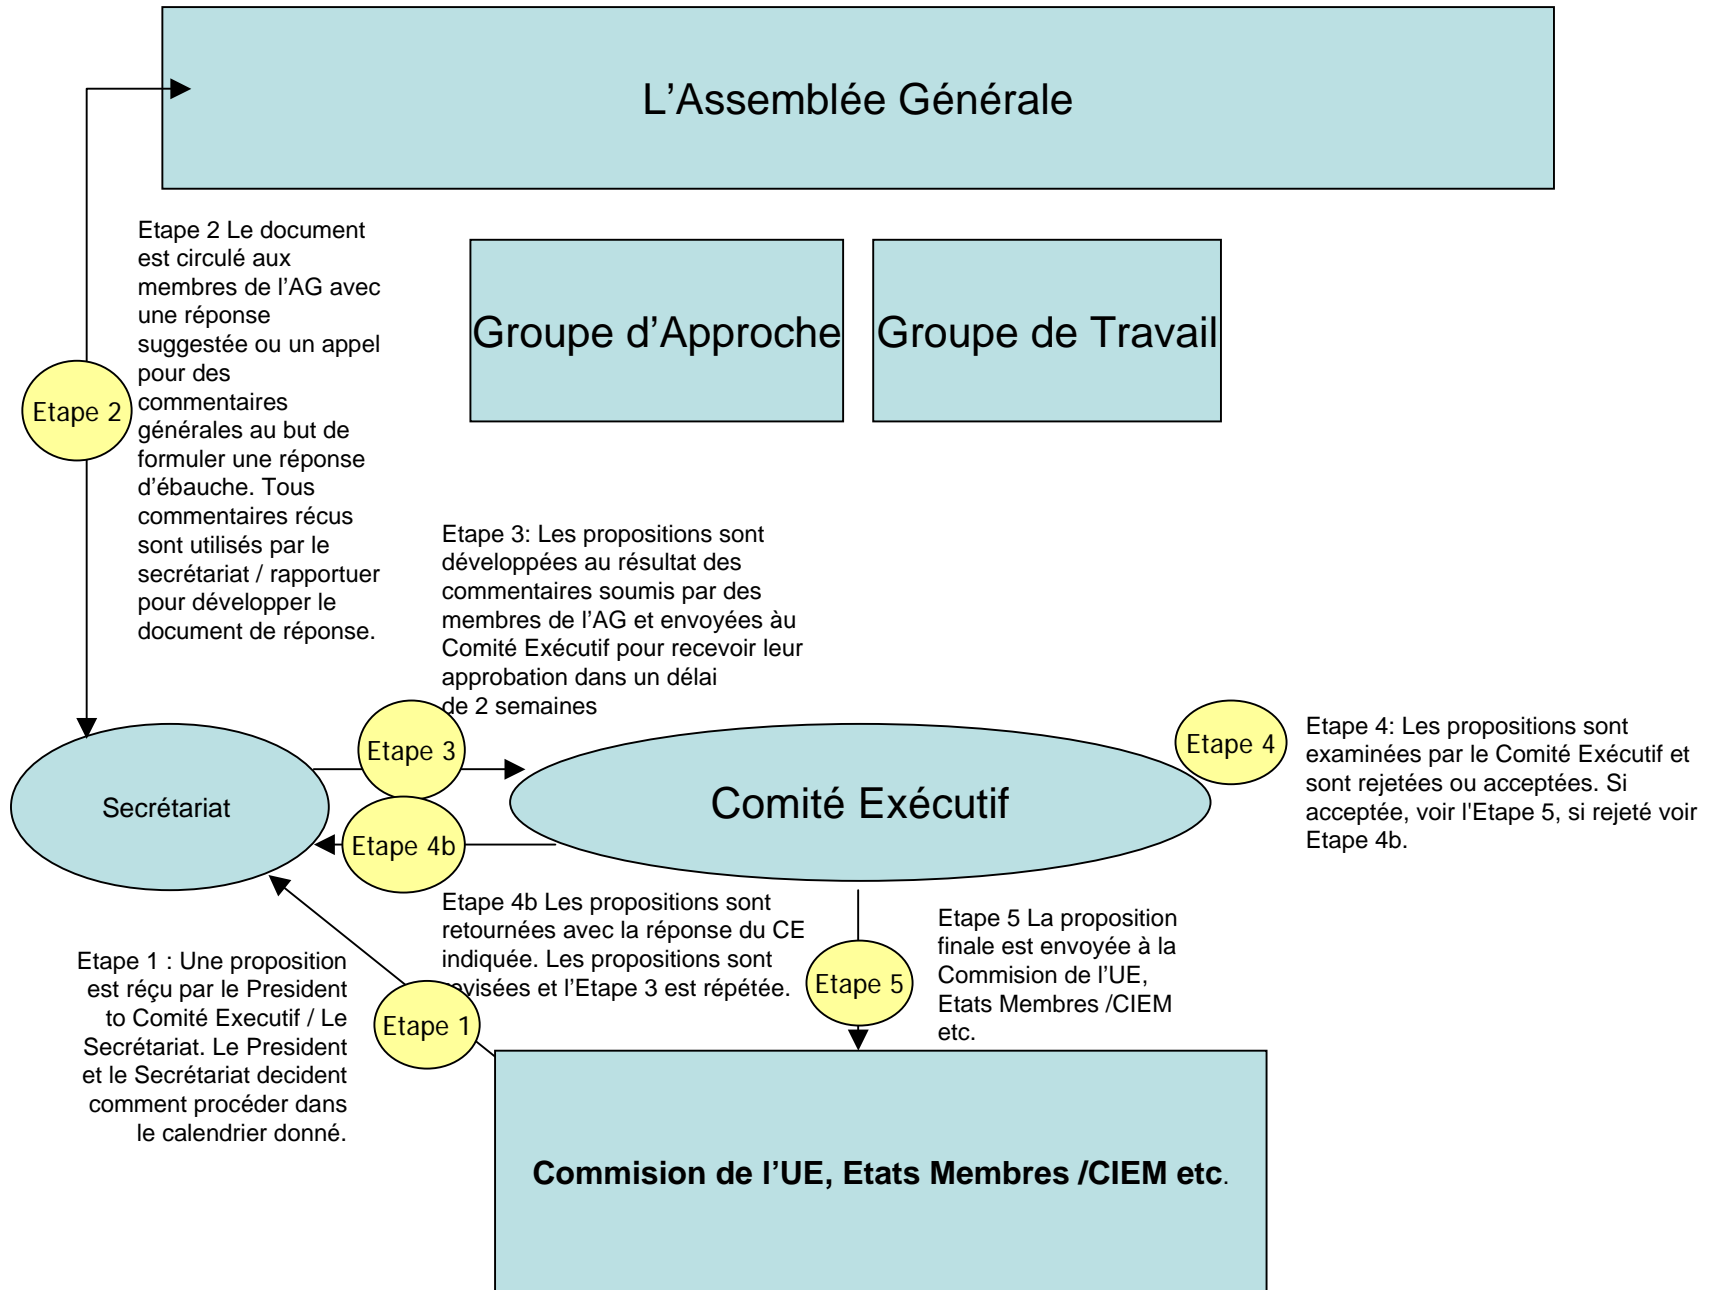 L'Assemblée Générale
Etape 2 Le document
est circulé aux
membres de l'AG avec
une réponse
suggestée ou un appel
pour des
commentaires
générales au but de
formuler une réponse
d'ébauche. Tous
commentaires récus
sont utilisés par le
secrétariat / rapportuer
pour développer le
document de réponse.
Groupe d'Approche
Groupe de Travail
Etape 2
Etape 3: Les propositions sont
développées au résultat des
commentaires soumis par des
membres de l'AG et envoyées àu
Comité Exécutif pour recevoir leur
approbation dans un délai
de 2 semaines
Etape 3
Etape 4
Etape 4: Les propositions sont
examinées par le Comité Exécutif et
sont rejetées ou acceptées. Si
acceptée, voir l'Etape 5, si rejeté voir
Etape 4b.
Secrétariat
Comité Exécutif
Etape 4b
Etape 4b Les propositions sont
retournées avec la réponse du CE
indiquée. Les propositions sont
evisées et l'Etape 3 est répétée.
Etape 5 La proposition
finale est envoyée à la
Commision de l'UE,
Etats Membres /CIEM
etc.
Etape 5
Etape 1 : Une proposition
est réçu par le President
to Comité Executif / Le
Secrétariat. Le President
et le Secrétariat decident
comment procéder dans
le calendrier donné.
Etape 1
Commision de l'UE, Etats Membres /CIEM etc.